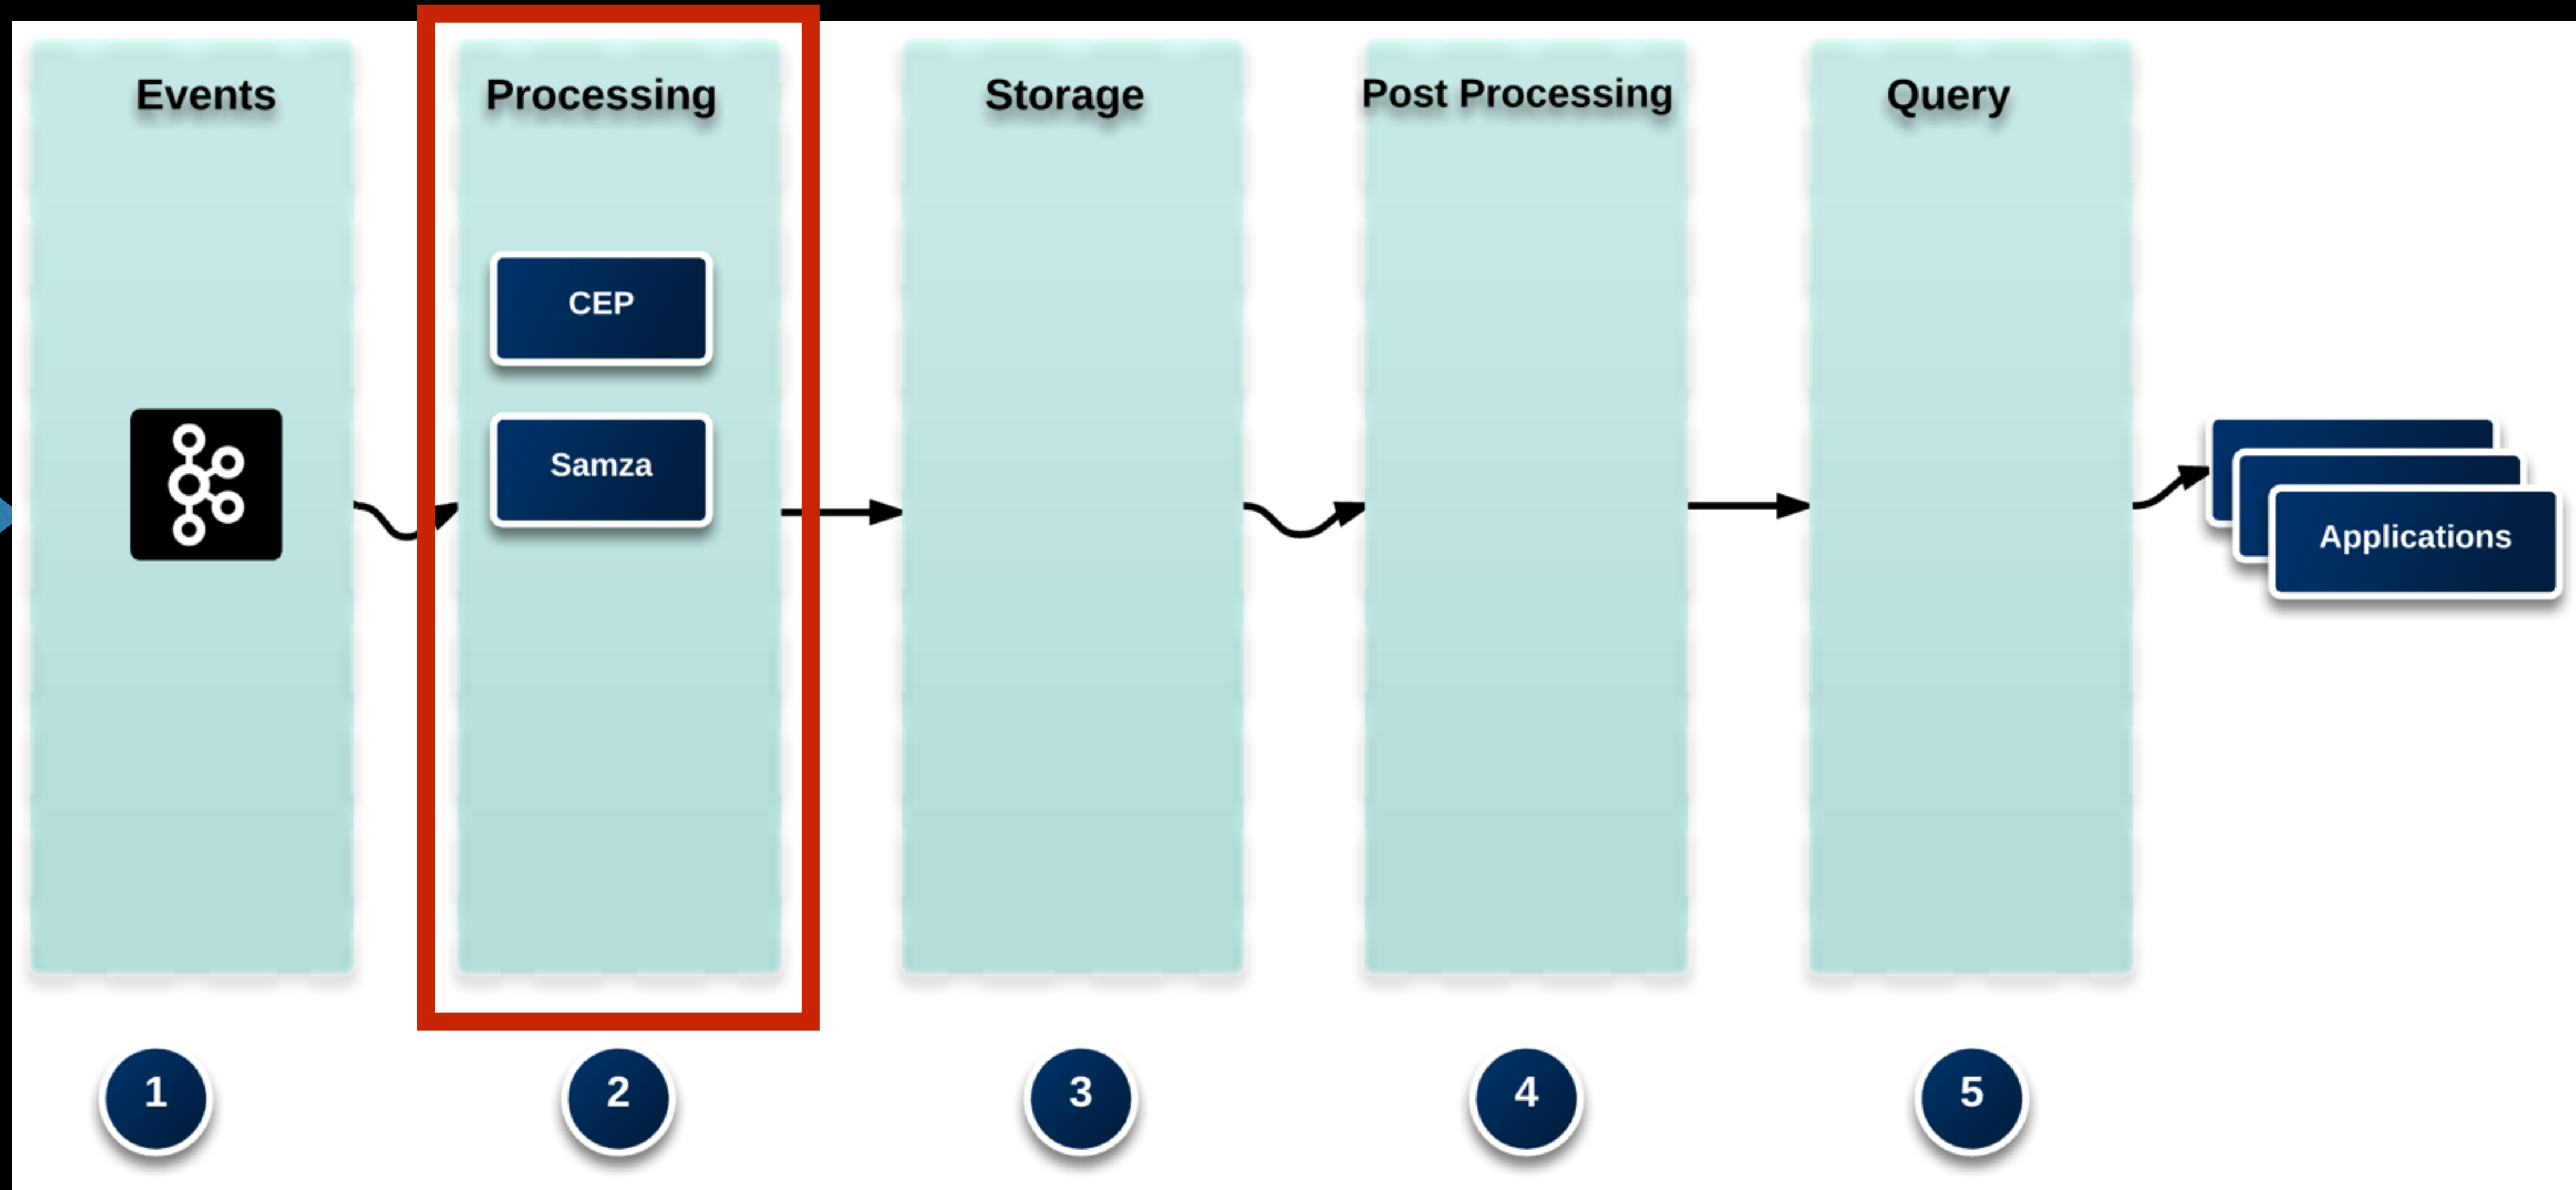 Events
Processing
Storage
Post Processing
Query
CEP
Samza
Applications
1
2
3
4
5